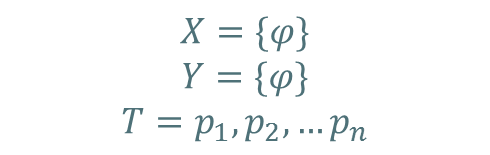 X = {φ}
Y = {φ}
T = p₁, p₂, … pₙ